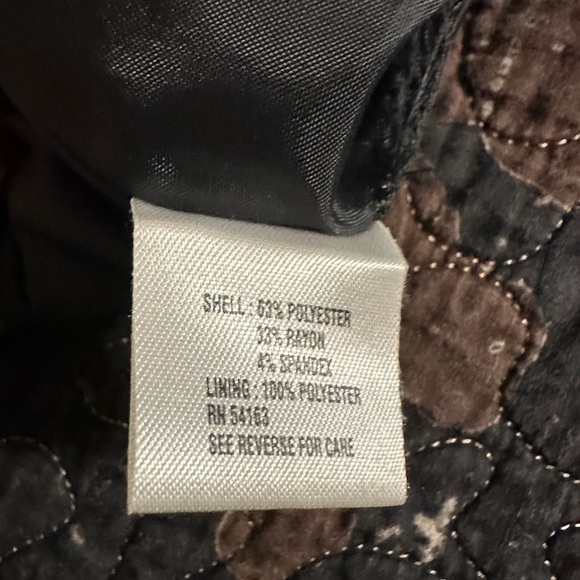 SHELL : 63% POLYESTER
33% RAYON
4% SPANDEX
LINING : 100% POLYESTER
RN 54163
SEE REVERSE FOR CARE